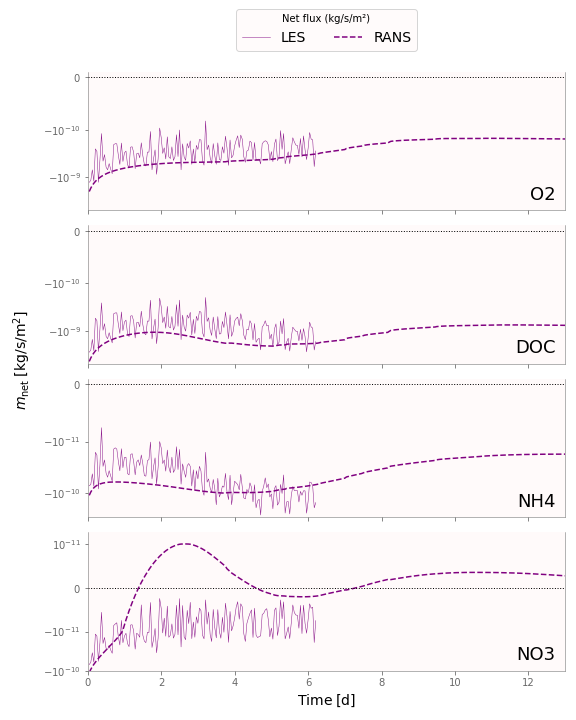 Net flux (kg/s/m²)
LES RANS
0
−10⁻¹⁰
−10⁻⁹
O2
0
−10⁻¹⁰
−10⁻⁹
DOC
m_net [kg/s/m²]
0
−10⁻¹¹
−10⁻¹⁰
NH4
10⁻¹¹
0
−10⁻¹¹
−10⁻¹⁰
NO3
0 2 4 6 8 10 12
Time [d]